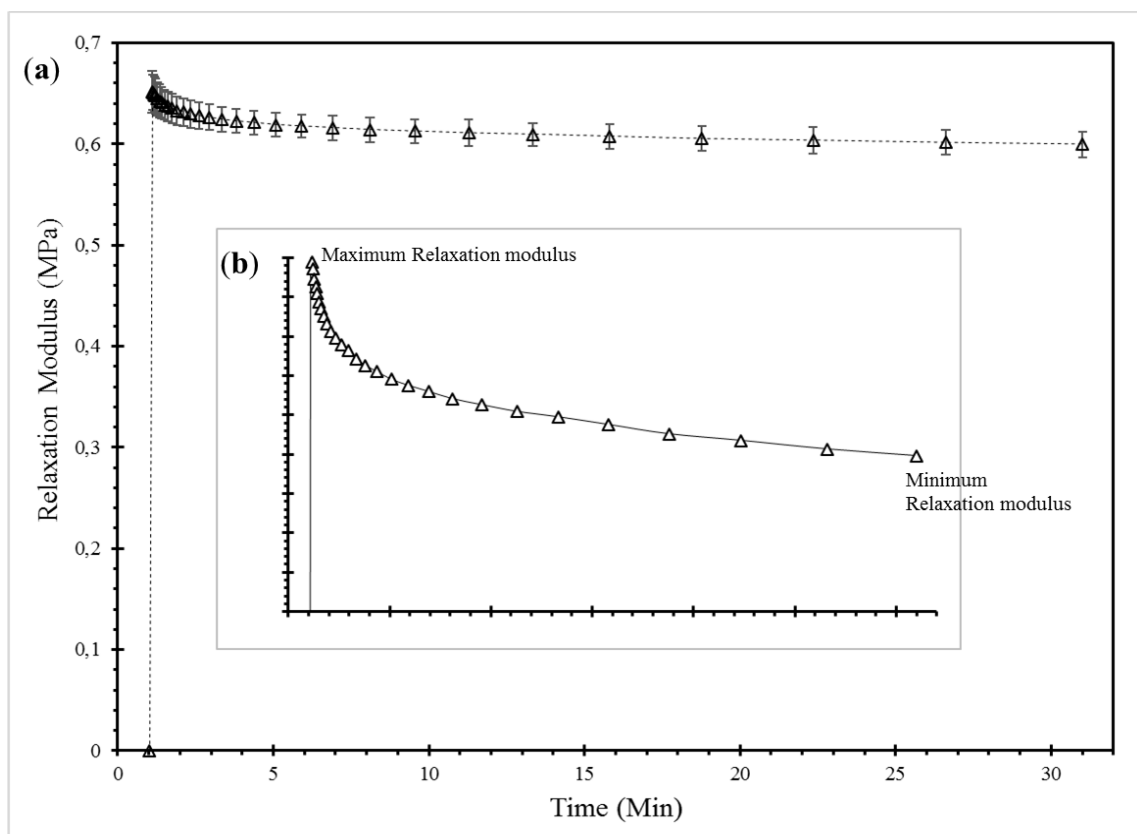 (a)
0,7
0,6
0,5
0,4
0,3
0,2
0,1
0
Relaxation Modulus (MPa)
(b)
Maximum Relaxation modulus
Minimum
Relaxation modulus
0
5
10
15
20
25
30
Time (Min)